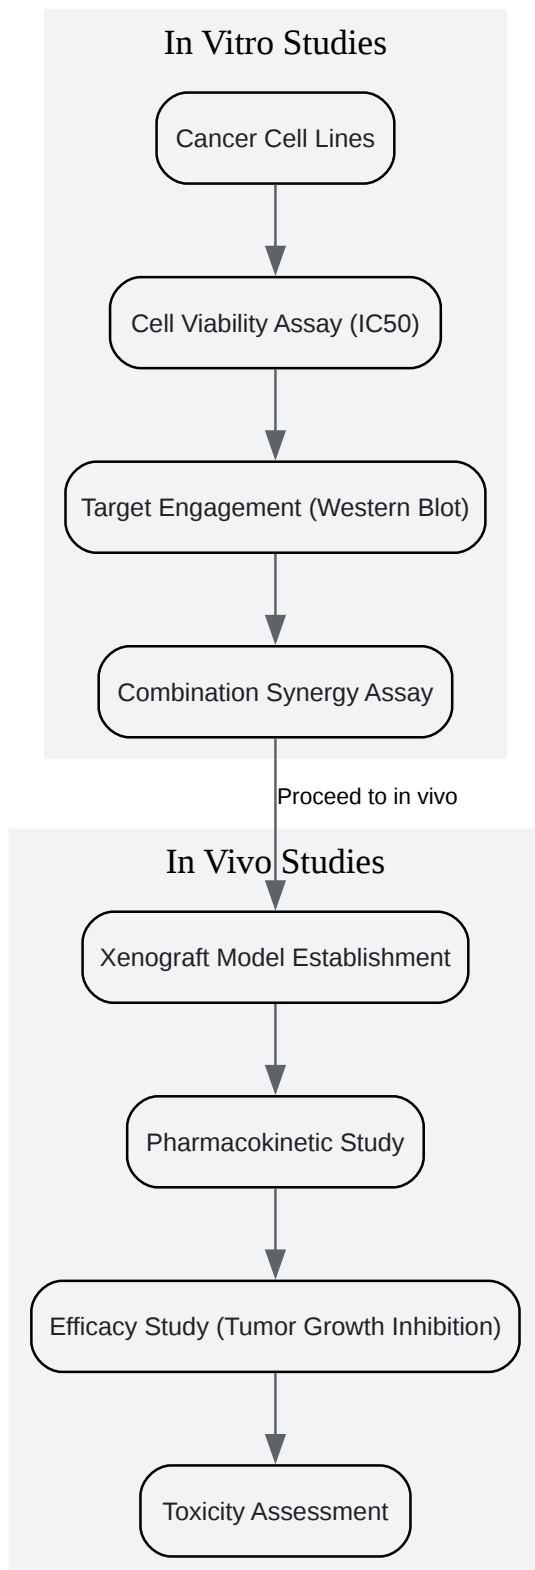 In Vitro Studies
Cancer Cell Lines
Cell Viability Assay (IC50)
Target Engagement (Western Blot)
Combination Synergy Assay
Proceed to in vivo
In Vivo Studies
Xenograft Model Establishment
Pharmacokinetic Study
Efficacy Study (Tumor Growth Inhibition)
Toxicity Assessment